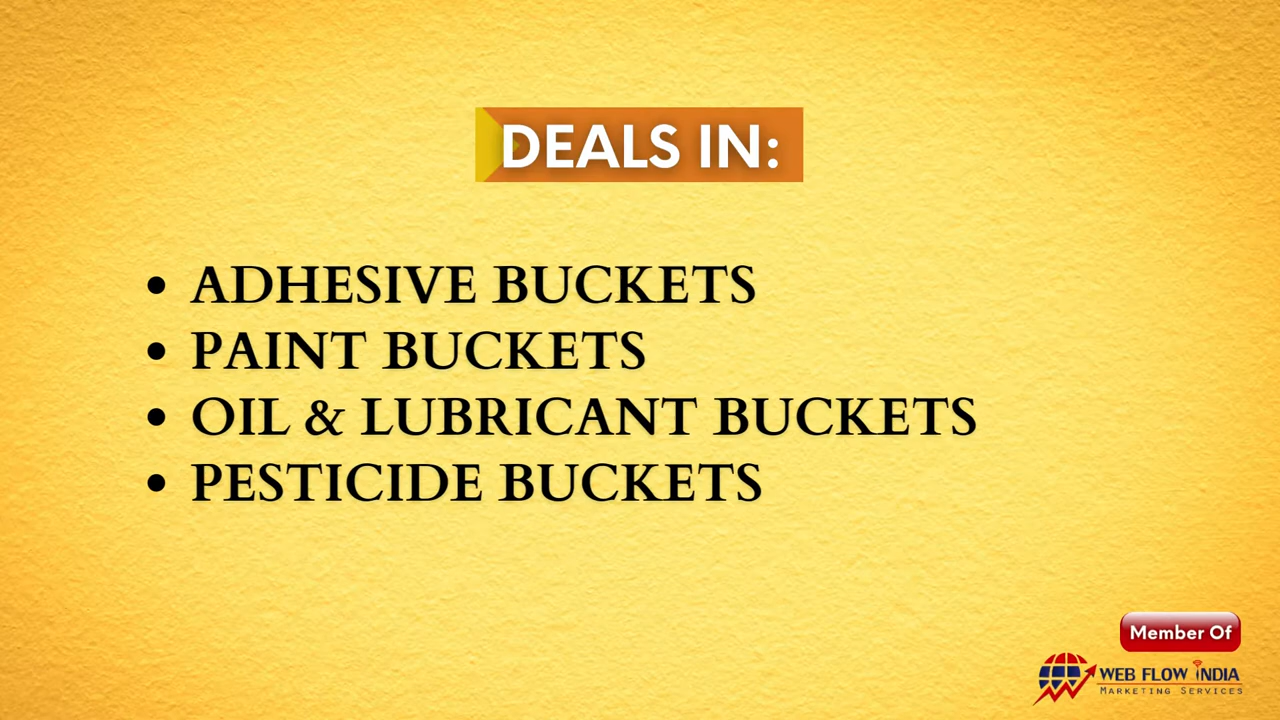 DEALS IN:
• ADHESIVE BUCKETS
• PAINT BUCKETS
• OIL & LUBRICANT BUCKETS
• PESTICIDE BUCKETS
Member Of
WEB FLOW INDIA
MARKETING SERVICES